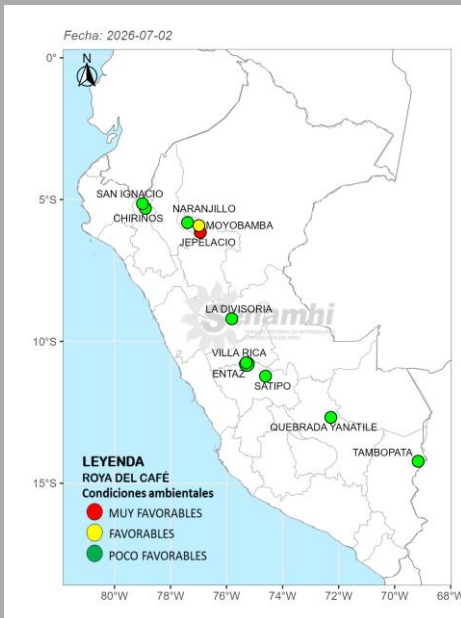 Fecha: 2026-07-02
N
0°
5°S
10°S
15°S
SAN IGNACIO
CHIRINOS
NARANJILLO
MOYOBAMBA
JEPELACIO
LA DIVISORIA
Senamhi
VILLA RICA
ENTAZ
SATIPO
QUEBRADA YANATILE
TAMBOPATA
LEYENDA
ROYA DEL CAFÉ
Condiciones ambientales
MUY FAVORABLES
FAVORABLES
POCO FAVORABLES
80°W 78°W 76°W 74°W 72°W 70°W 68°W